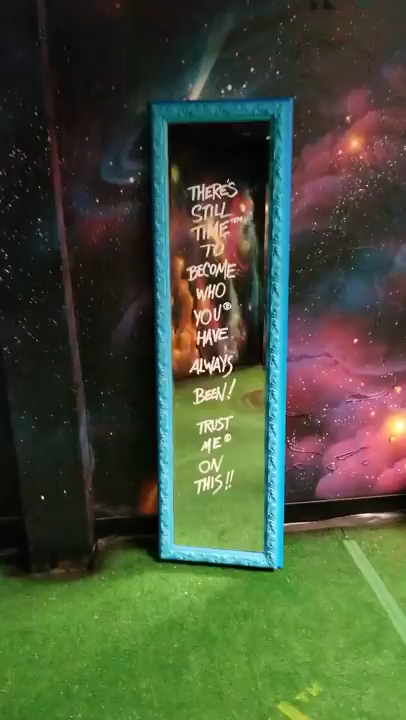 THERE'S
STILL
TIME™
TO
BECOME
WHO
YOU®
HAVE
ALWAYS
BEEN!
TRUST
ME®
ON
THIS!!